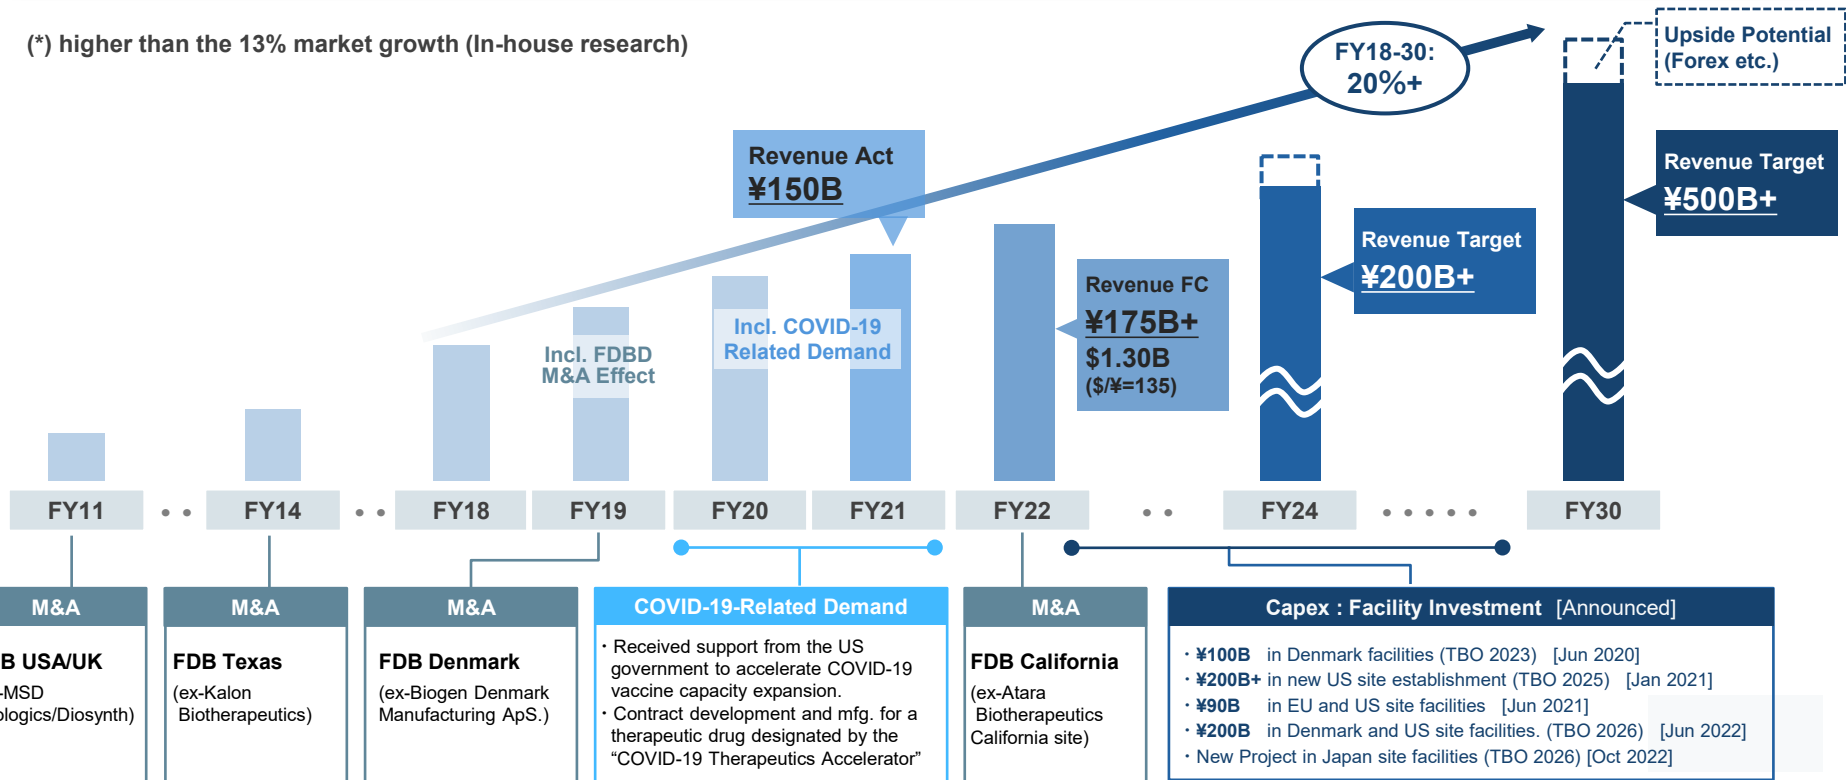 (*) higher than the 13% market growth (In-house research)
FY18-30:
20%+
Upside Potential
(Forex etc.)
Revenue Act
¥150B
Revenue Target
¥500B+
Revenue Target
¥200B+
Revenue FC
¥175B+
$1.30B
($/¥=135)
Incl. FDBD
M&A Effect
Incl. COVID-19
Related Demand
FY11
FY14
FY18
FY19
FY20
FY21
FY22
FY24
FY30
M&A
B USA/UK
-MSD
ologics/Diosynth)
M&A
FDB Texas
(ex-Kalon
Biotherapeutics)
M&A
FDB Denmark
(ex-Biogen Denmark
Manufacturing ApS.)
COVID-19-Related Demand
・Received support from the US
government to accelerate COVID-19
vaccine capacity expansion.
・Contract development and mfg. for a
therapeutic drug designated by the
“COVID-19 Therapeutics Accelerator”
M&A
FDB California
(ex-Atara
Biotherapeutics
California site)
Capex : Facility Investment [Announced]
・¥100B in Denmark facilities (TBO 2023) [Jun 2020]
・¥200B+ in new US site establishment (TBO 2025) [Jan 2021]
・¥90B in EU and US site facilities [Jun 2021]
・¥200B in Denmark and US site facilities. (TBO 2026) [Jun 2022]
・New Project in Japan site facilities (TBO 2026) [Oct 2022]